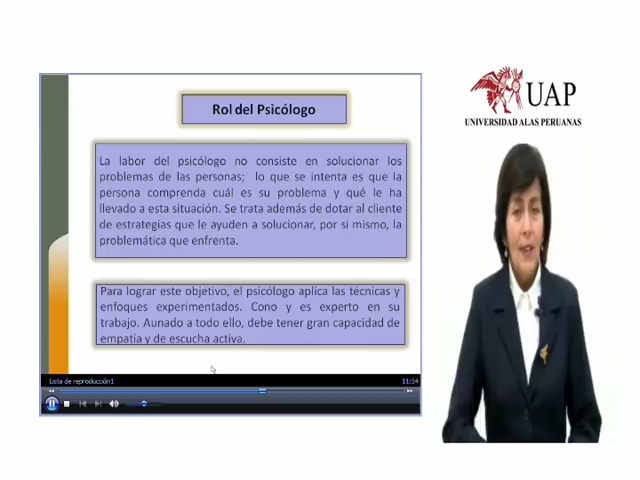 Rol del Psicólogo
La labor del psicólogo no consiste en solucionar los
problemas de las personas; lo que se intenta es que la
persona comprenda cuál es su problema y qué le ha
llevado a esta situación. Se trata además de dotar al cliente
de estrategias que le ayuden a solucionar, por si mismo, la
problemática que enfrenta.
Para lograr este objetivo, el psicólogo aplica las técnicas y
enfoques experimentados. Cono y es experto en su
trabajo. Aunado a todo ello, debe tener gran capacidad de
empatía y de escucha activa.
Lista de reproducción1
11:54
UAP
UNIVERSIDAD ALAS PERUANAS